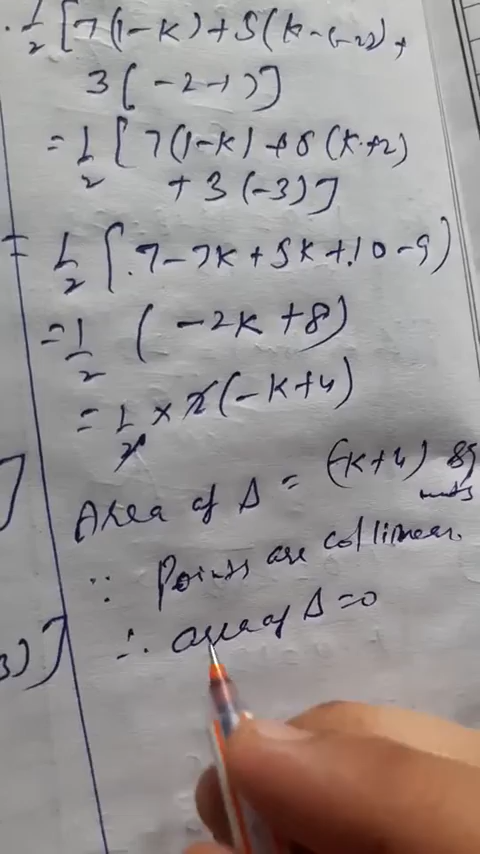 . 1/2 [7(1-K)+5(K-(-2))+
3(-2-1)]
= 1/2 [7(1-K)+5(K+2)
+3(-3)]
= 1/2 [7-7K+5K+10-9)
= 1/2 (-2K+8)
= 1/2 × 2(-K+4)
]
Area of Δ = (-K+4) sq
units
∵ Points are collinear.
3)]
∴ area of Δ=0